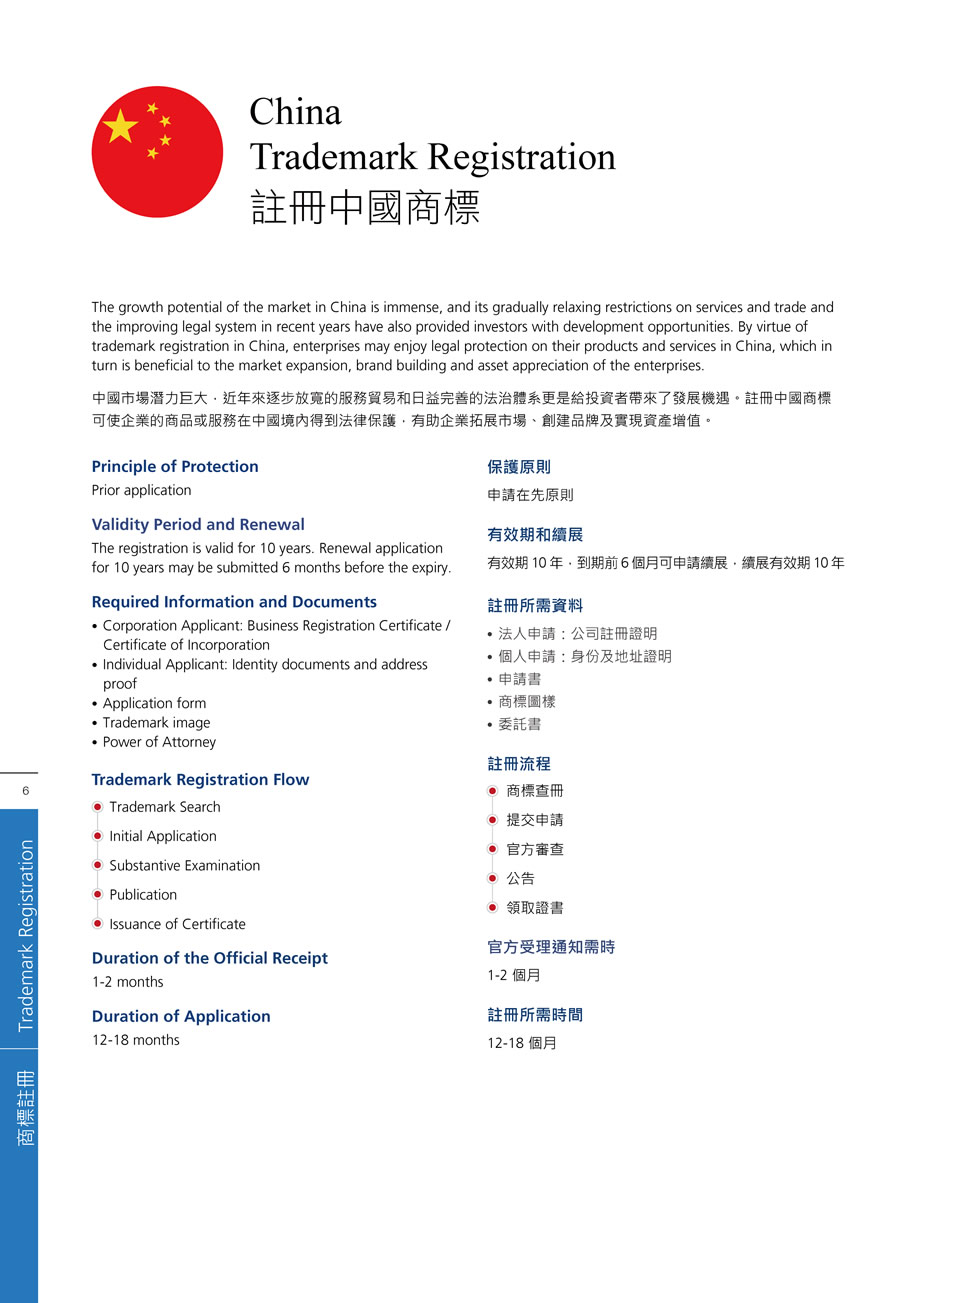 China
Trademark Registration
註冊中國商標
The growth potential of the market in China is immense, and its gradually relaxing restrictions on services and trade and
the improving legal system in recent years have also provided investors with development opportunities. By virtue of
trademark registration in China, enterprises may enjoy legal protection on their products and services in China, which in
turn is beneficial to the market expansion, brand building and asset appreciation of the enterprises.
中國市場潛力巨大，近年來逐步放寬的服務貿易和日益完善的法治體系更是給投資者帶來了發展機遇。註冊中國商標
可使企業的商品或服務在中國境內得到法律保護，有助企業拓展市場、創建品牌及實現資產增值。
Principle of Protection
Prior application
Validity Period and Renewal
The registration is valid for 10 years. Renewal application
for 10 years may be submitted 6 months before the expiry.
Required Information and Documents
• Corporation Applicant: Business Registration Certificate /
Certificate of Incorporation
• Individual Applicant: Identity documents and address
proof
• Application form
• Trademark image
• Power of Attorney
Trademark Registration Flow
Trademark Search
Initial Application
Substantive Examination
Publication
Issuance of Certificate
Duration of the Official Receipt
1-2 months
Duration of Application
12-18 months
保護原則
申請在先原則
有效期和續展
有效期 10 年，到期前 6 個月可申請續展，續展有效期 10 年
註冊所需資料
• 法人申請：公司註冊證明
• 個人申請：身份及地址證明
• 申請書
• 商標圖樣
• 委託書
註冊流程
商標查冊
提交申請
官方審查
公告
領取證書
官方受理通知需時
1-2 個月
註冊所需時間
12-18 個月
6
Trademark Registration
商標註冊